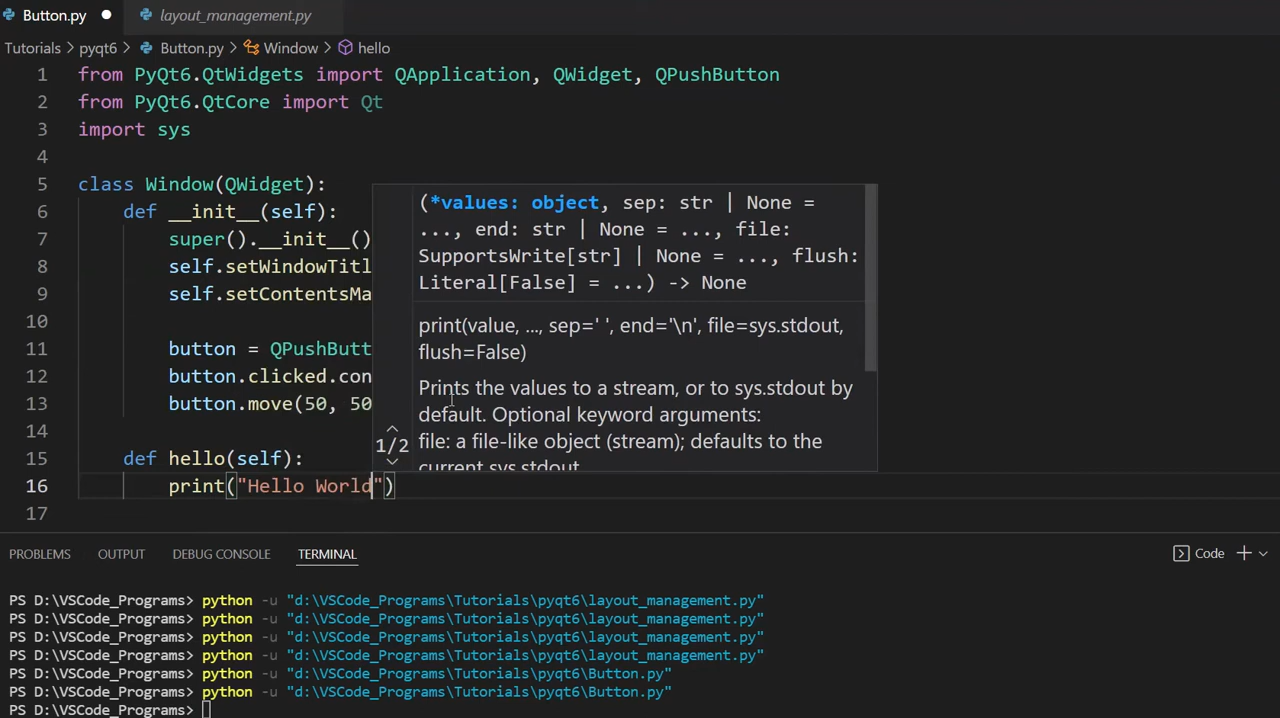 Button.py layout_management.py
Tutorials > pyqt6 > Button.py > Window > hello
1 from PyQt6.QtWidgets import QApplication, QWidget, QPushButton
2 from PyQt6.QtCore import Qt
3 import sys
4
5 class Window(QWidget):
6 def __init__(self):
7 super().__init__()
8 self.setWindowTitl
9 self.setContentsMa
10
11 button = QPushButt
12 button.clicked.con
13 button.move(50, 50
14
15 def hello(self):
16 print("Hello World")
17
(*values: object, sep: str | None =
..., end: str | None = ..., file:
SupportsWrite[str] | None = ..., flush:
Literal[False] = ...) -> None
print(value, ..., sep=' ', end='\n', file=sys.stdout,
flush=False)
Prints the values to a stream, or to sys.stdout by
default. Optional keyword arguments:
file: a file-like object (stream); defaults to the
current sys.stdout
1/2
PROBLEMS OUTPUT DEBUG CONSOLE TERMINAL Code
PS D:\VSCode_Programs> python -u "d:\VSCode_Programs\Tutorials\pyqt6\layout_management.py"
PS D:\VSCode_Programs> python -u "d:\VSCode_Programs\Tutorials\pyqt6\layout_management.py"
PS D:\VSCode_Programs> python -u "d:\VSCode_Programs\Tutorials\pyqt6\layout_management.py"
PS D:\VSCode_Programs> python -u "d:\VSCode_Programs\Tutorials\pyqt6\layout_management.py"
PS D:\VSCode_Programs> python -u "d:\VSCode_Programs\Tutorials\pyqt6\Button.py"
PS D:\VSCode_Programs> python -u "d:\VSCode_Programs\Tutorials\pyqt6\Button.py"
PS D:\VSCode_Programs>